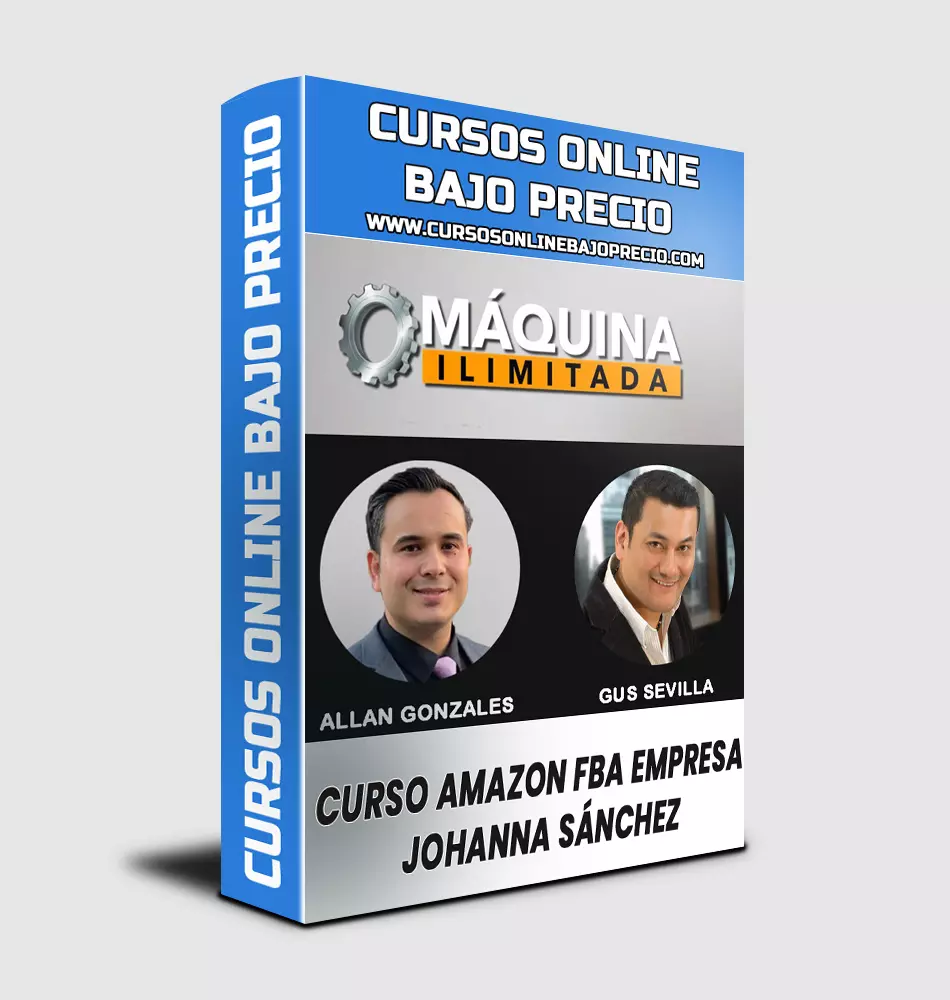 CURSOS ONLINE BAJO PRECIO
CURSOS ONLINE
BAJO PRECIO
WWW.CURSOSONLINEBAJOPRECIO.COM
MÁQUINA
ILIMITADA
ALLAN GONZALES
GUS SEVILLA
CURSO AMAZON FBA EMPRESA
JOHANNA SÁNCHEZ